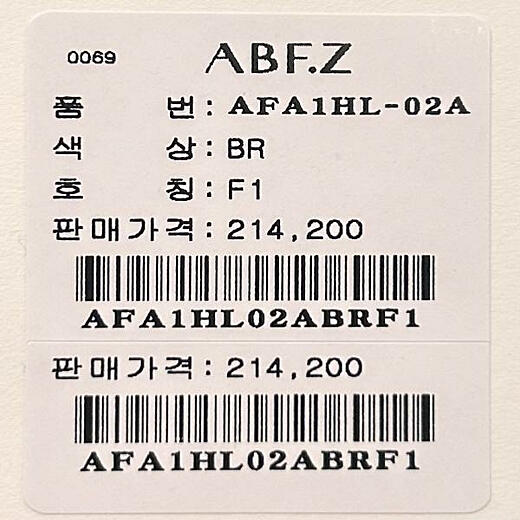 0069 ABF.Z
품 번 : AFA1HL-02A
색 상 : BR
호 칭 : F1
판매가격 : 214,200
AFA1HL02ABRF1
판매가격 : 214,200
AFA1HL02ABRF1